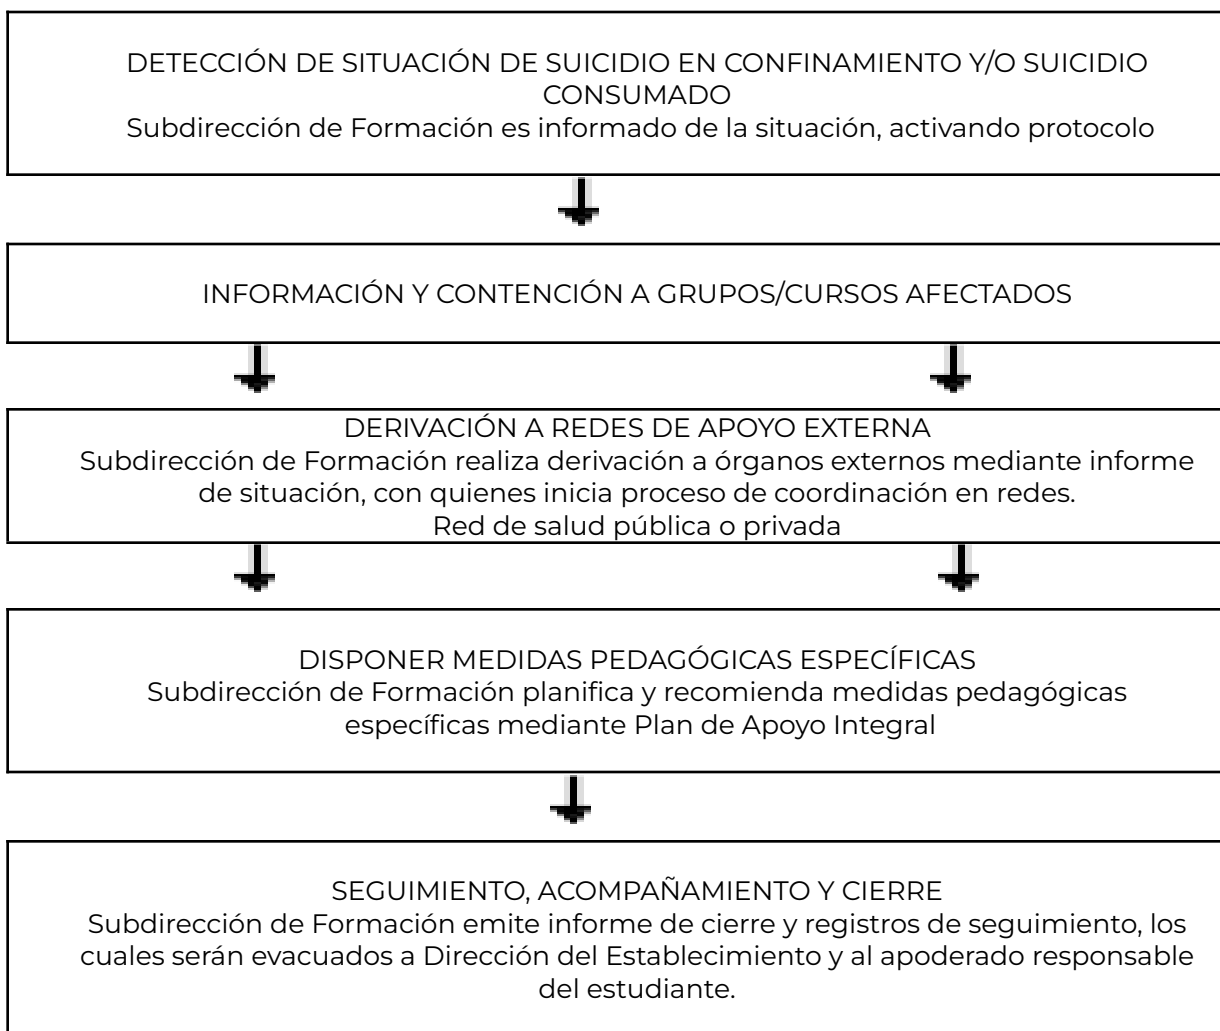 DETECCIÓN DE SITUACIÓN DE SUICIDIO EN CONFINAMIENTO Y/O SUICIDIO
CONSUMADO
Subdirección de Formación es informado de la situación, activando protocolo
INFORMACIÓN Y CONTENCIÓN A GRUPOS/CURSOS AFECTADOS
DERIVACIÓN A REDES DE APOYO EXTERNA
Subdirección de Formación realiza derivación a órganos externos mediante informe
de situación, con quienes inicia proceso de coordinación en redes.
Red de salud pública o privada
DISPONER MEDIDAS PEDAGÓGICAS ESPECÍFICAS
Subdirección de Formación planifica y recomienda medidas pedagógicas
específicas mediante Plan de Apoyo Integral
SEGUIMIENTO, ACOMPAÑAMIENTO Y CIERRE
Subdirección de Formación emite informe de cierre y registros de seguimiento, los
cuales serán evacuados a Dirección del Establecimiento y al apoderado responsable
del estudiante.